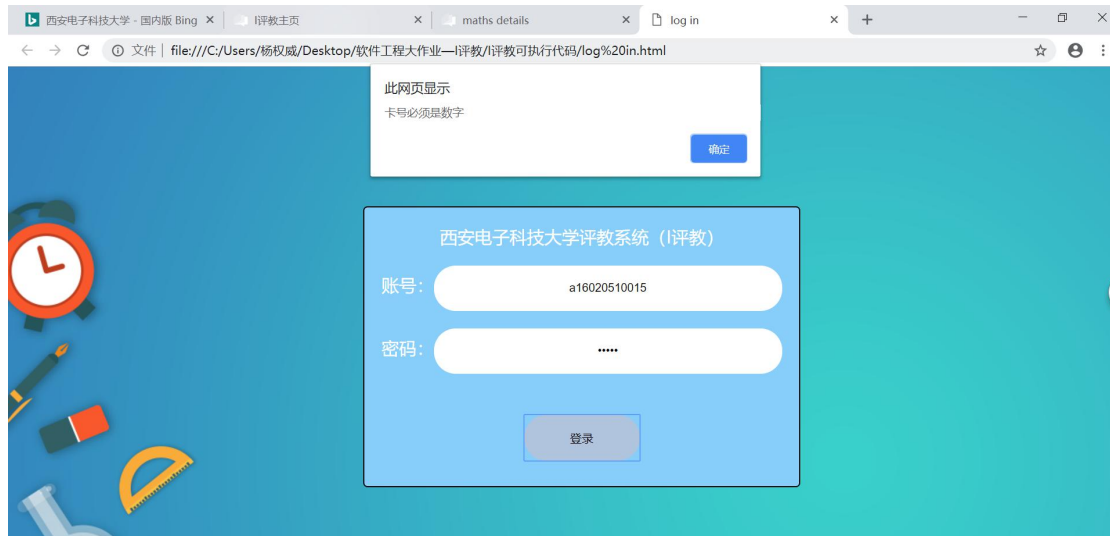 西安电子科技大学 - 国内版 Bing
I评教主页
maths details
log in
文件 | file:///C:/Users/杨权威/Desktop/软件工程大作业—I评教/I评教可执行代码/log%20in.html
此网页显示
卡号必须是数字
确定
西安电子科技大学评教系统（I评教）
账号： a16020510015
密码： •••••
登录